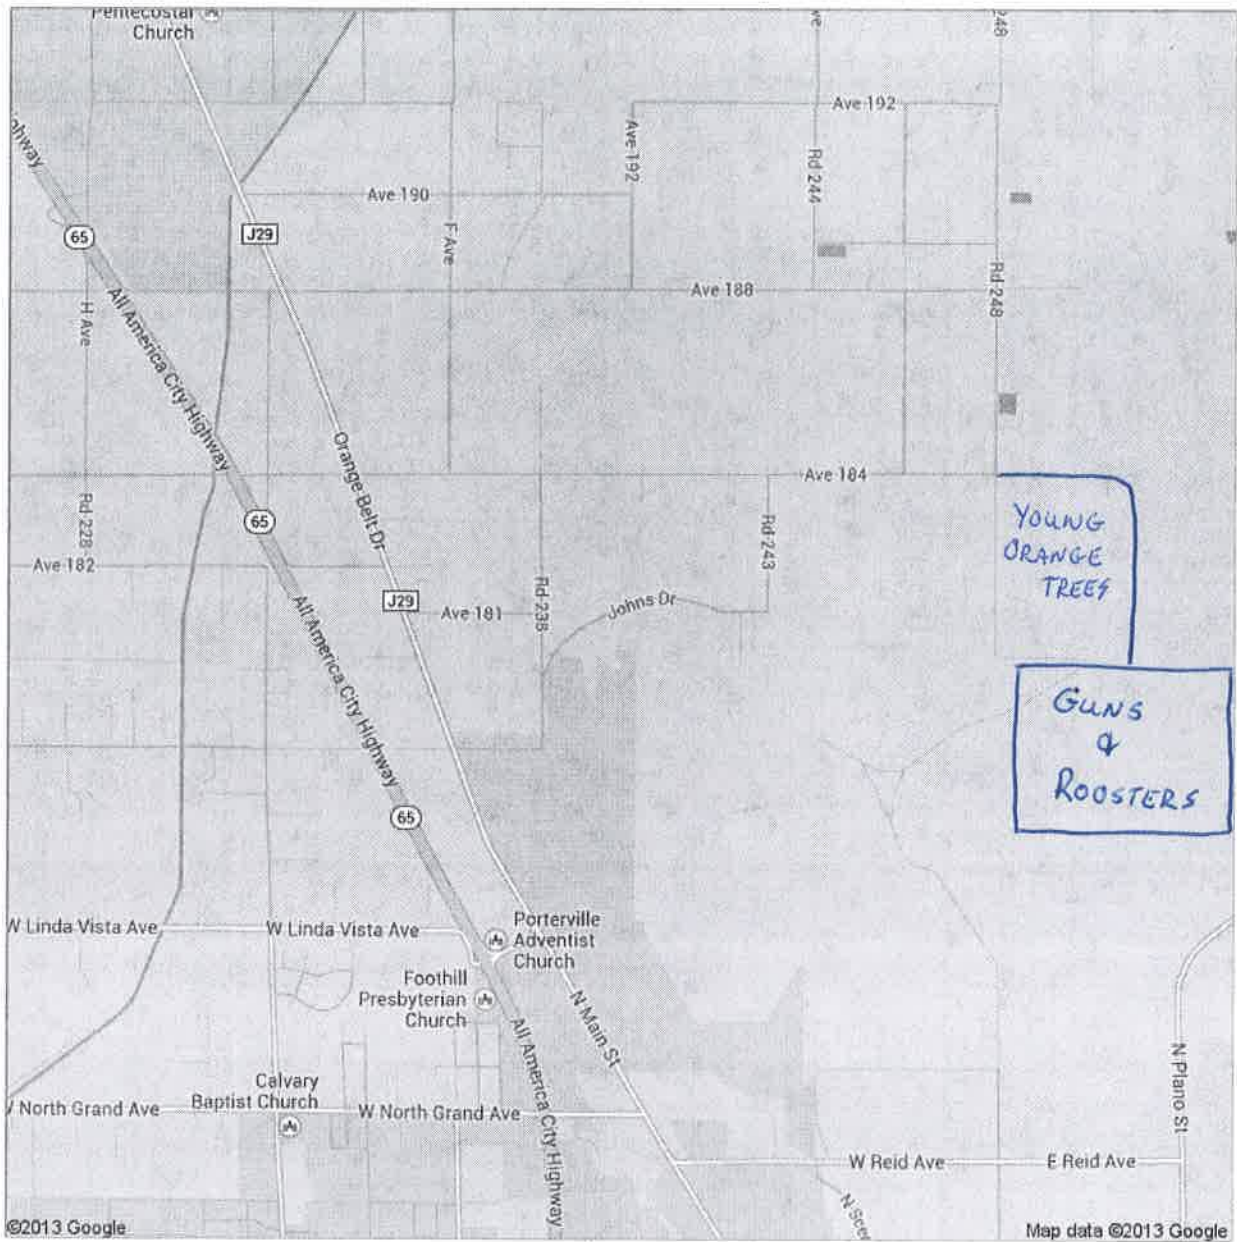 Pentecostal
Church
248
Ave 192
Ave 192
Rd 244
Ave 190
J29
F Ave
65
Ave 188
Rd 248
H Ave
All America City Highway
Orange Belt Dr
Ave 184
YOUNG
ORANGE
TREES
Rd 228
65
Rd 243
Ave 182
J29
Ave 181
Rd 238
Johns Dr
All America City Highway
GUNS
&
ROOSTERS
65
W Linda Vista Ave
W Linda Vista Ave
Porterville
Adventist
Church
Foothill
Presbyterian
Church
N Main St
All America City Highway
N Plano St
Calvary
Baptist Church
North Grand Ave
W North Grand Ave
W Reid Ave
E Reid Ave
©2013 Google
Map data ©2013 Google